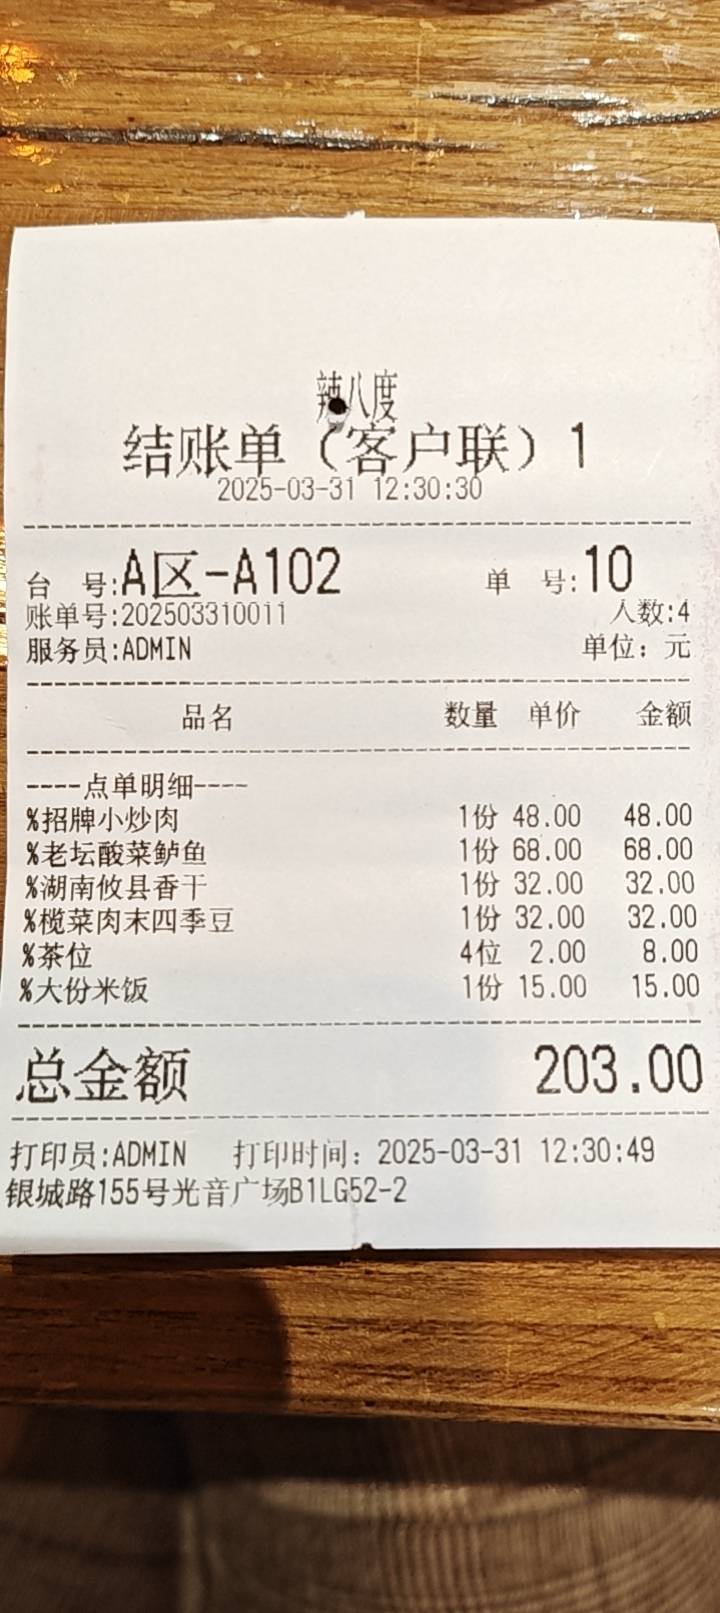 辣八度
结账单（客户联）1
2025-03-31 12:30:30
台 号:A区-A102 单 号:10
账单号:202503310011 人数:4
服务员:ADMIN 单位：元
品名 数量 单价 金额
----点单明细----
%招牌小炒肉 1份 48.00 48.00
%老坛酸菜鲈鱼 1份 68.00 68.00
%湖南攸县香干 1份 32.00 32.00
%榄菜肉末四季豆 1份 32.00 32.00
%茶位 4位 2.00 8.00
%大份米饭 1份 15.00 15.00
总金额 203.00
打印员:ADMIN 打印时间：2025-03-31 12:30:49
银城路155号光音广场B1LG52-2